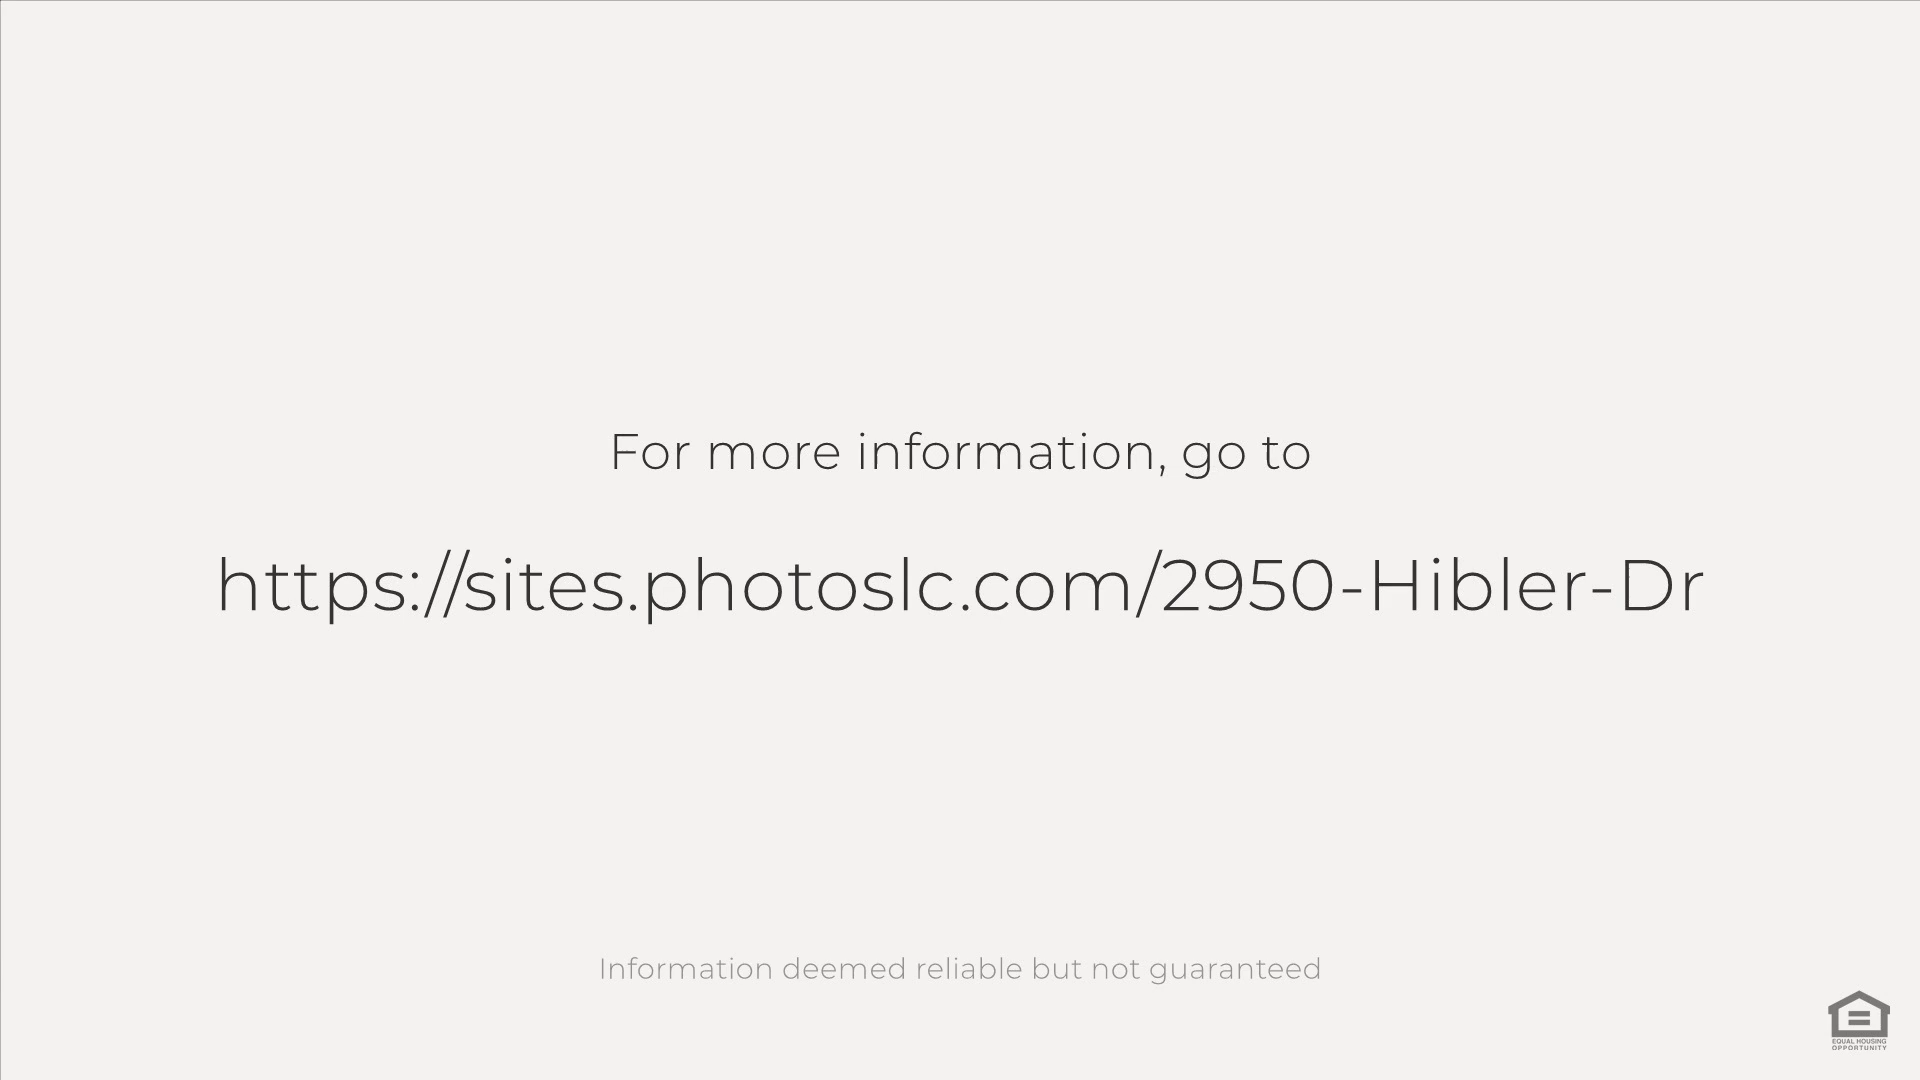 For more information, go to
https://sites.photoslc.com/2950-Hibler-Dr
Information deemed reliable but not guaranteed
EQUAL HOUSING
OPPORTUNITY